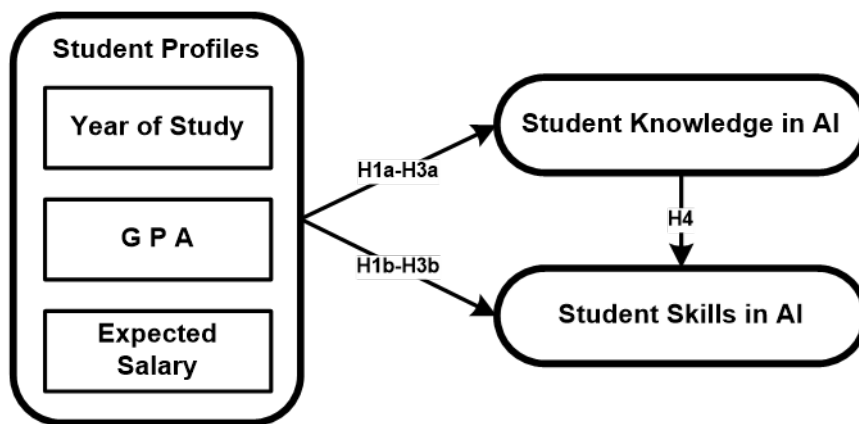 Student Profiles
Year of Study
G P A
Expected
Salary
H1a-H3a
H1b-H3b
Student Knowledge in AI
H4
Student Skills in AI